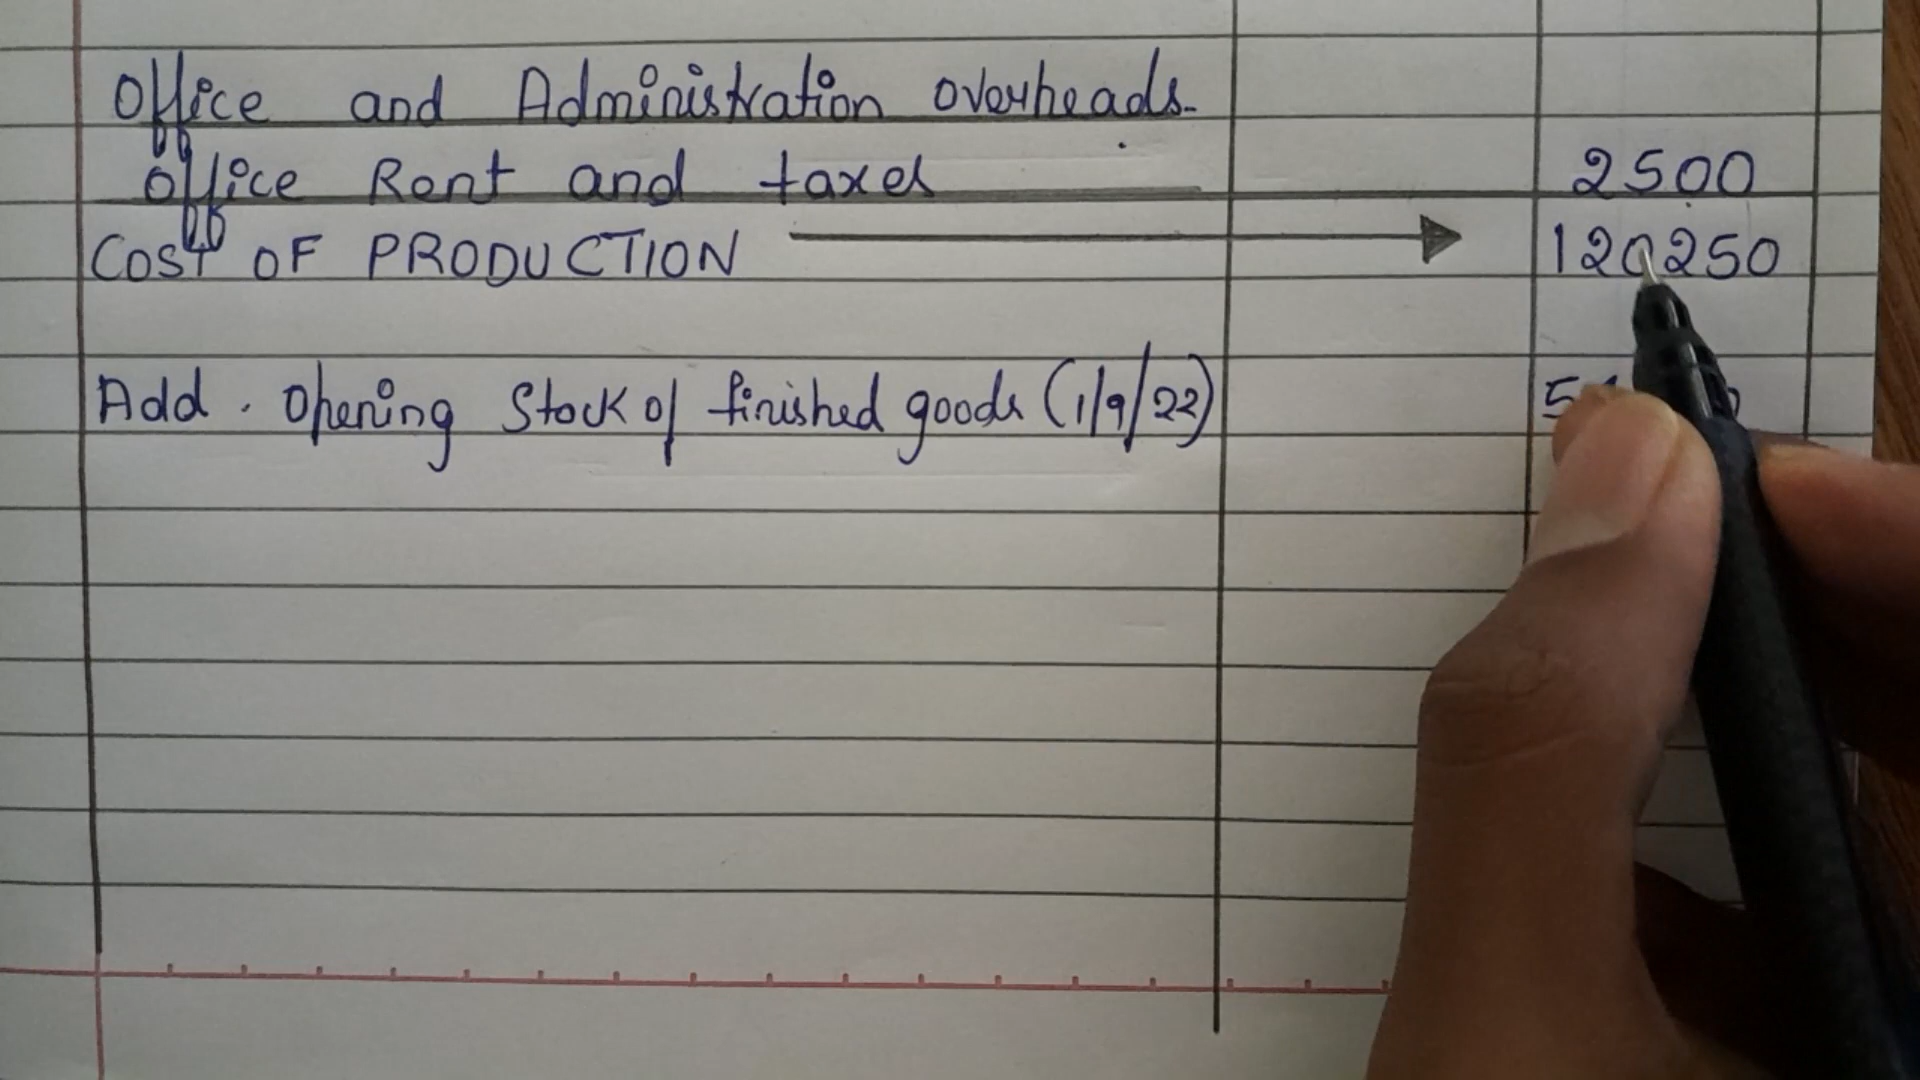 Office and Administration overheads.
Office Rent and taxes 2500
COST OF PRODUCTION 120250
Add. Opening Stock of finished goods (1/9/22)